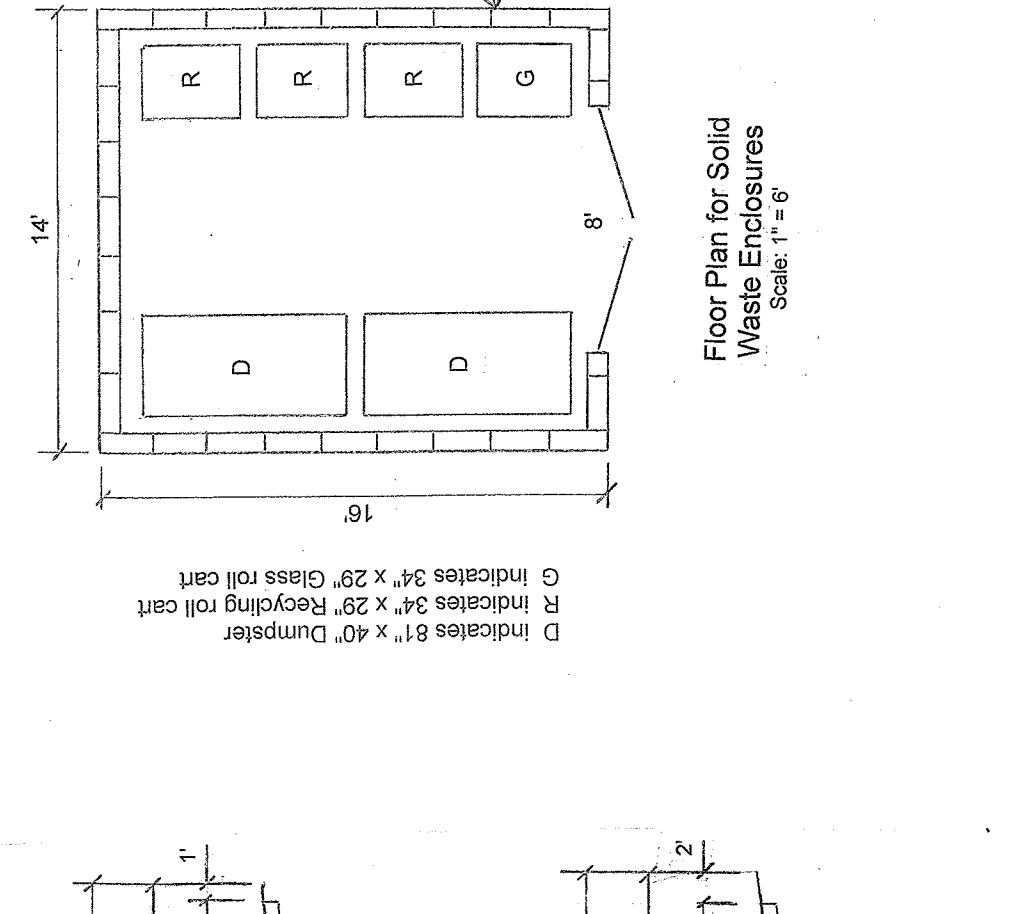 14'
R
R
R
G
8'
D
D
16'
D indicates 81" x 40" Dumpster
R indicates 34" x 29" Recycling roll cart
G indicates 34" x 29" Glass roll cart
Floor Plan for Solid
Waste Enclosures
Scale: 1" = 6'
1'
2'